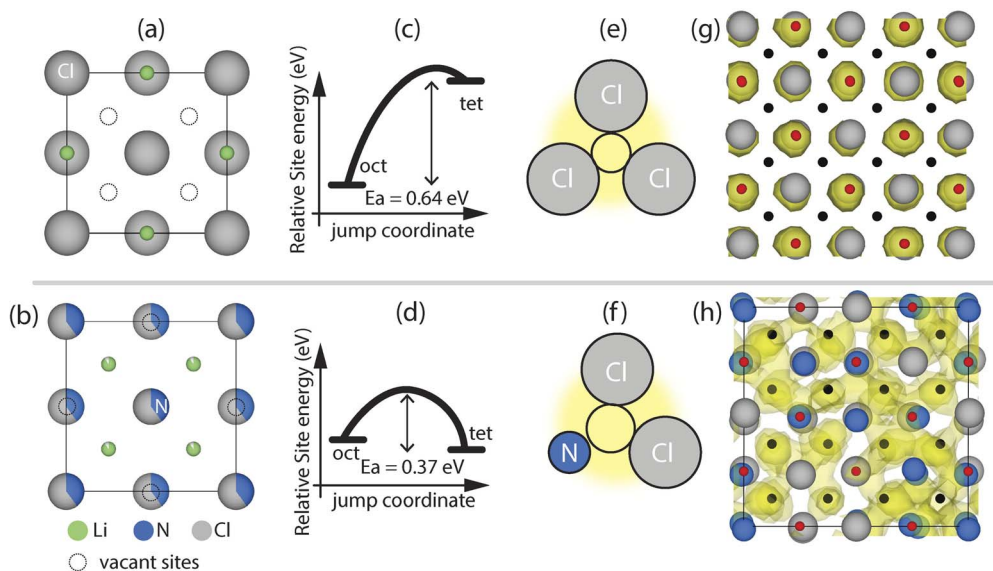 (a)
Cl
(c)
Relative Site energy (eV)
oct
tet
Ea = 0.64 eV
jump coordinate
(e)
Cl
Cl
Cl
(g)
(b)
N
Li
N
Cl
vacant sites
(d)
Relative Site energy (eV)
oct
tet
Ea = 0.37 eV
jump coordinate
(f)
Cl
N
Cl
(h)